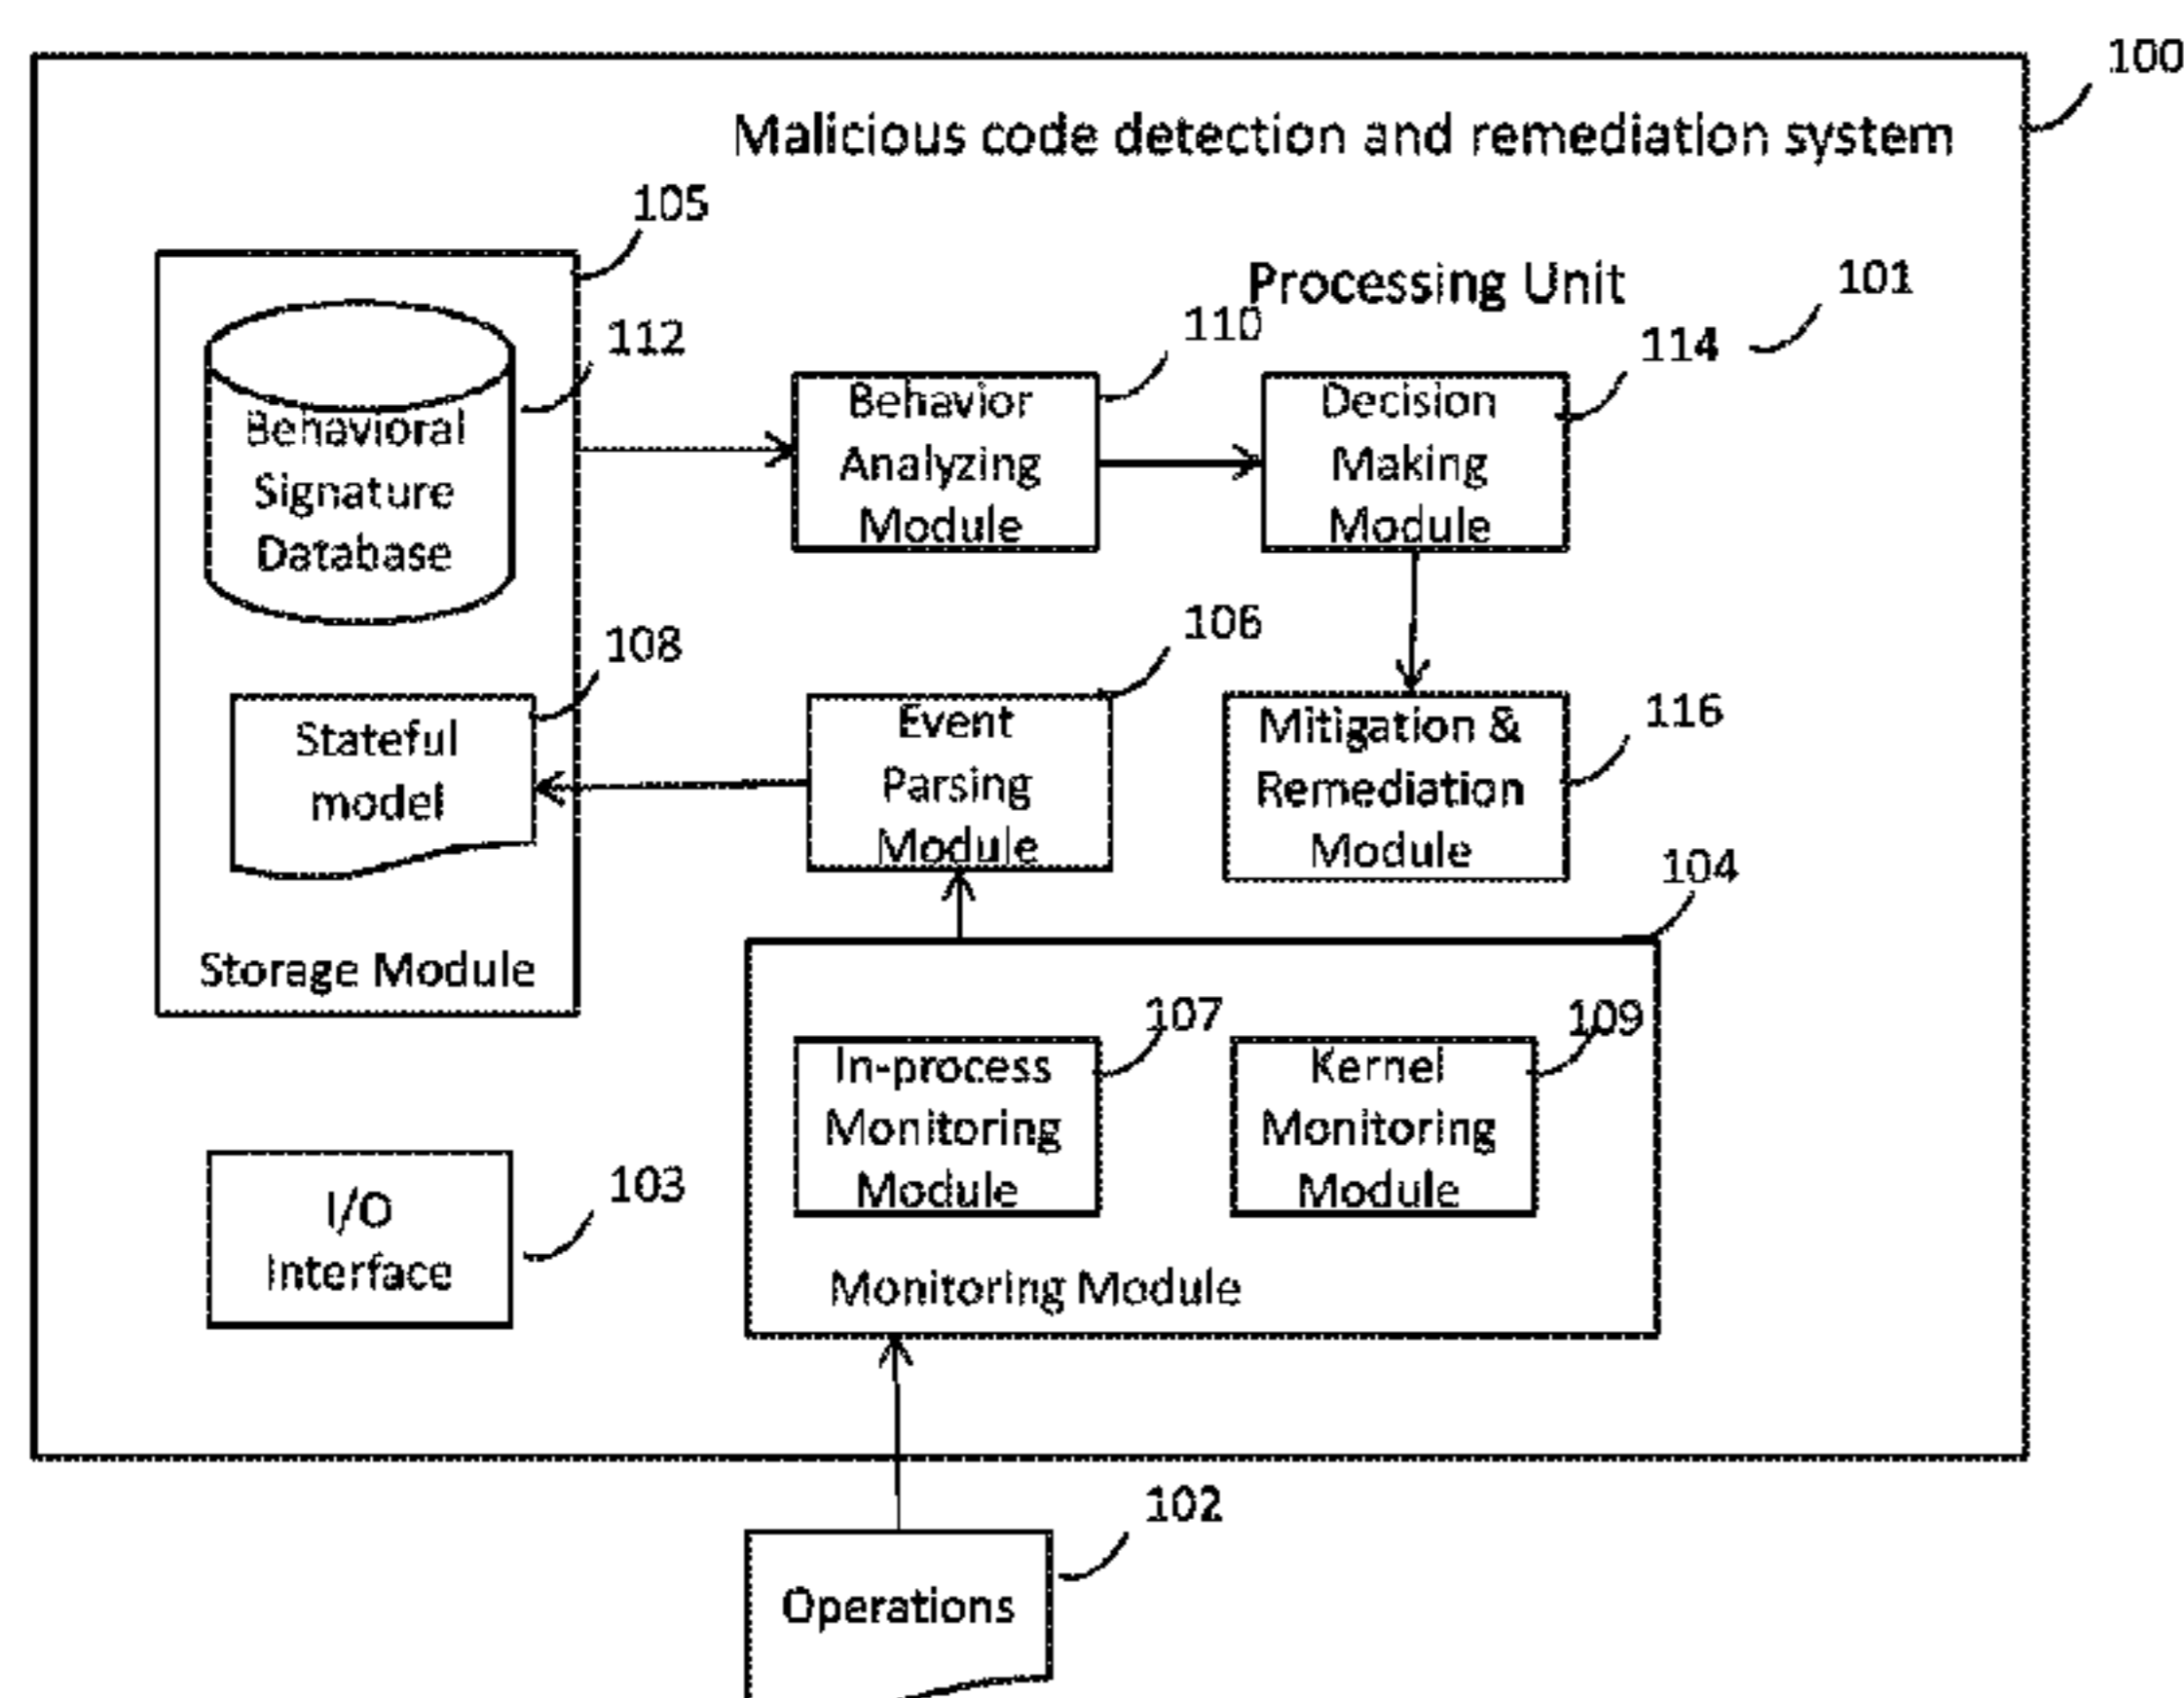 100
Malicious code detection and remediation system
105
Processing Unit
101
112
110
114
Behavioral
Signature
Database
Behavior
Analyzing
Module
Decision
Making
Module
108
106
116
Stateful
model
Event
Parsing
Module
Mitigation &
Remediation
Module
104
Storage Module
107
109
In-process
Monitoring
Module
Kernel
Monitoring
Module
103
I/O
Interface
Monitoring Module
102
Operations